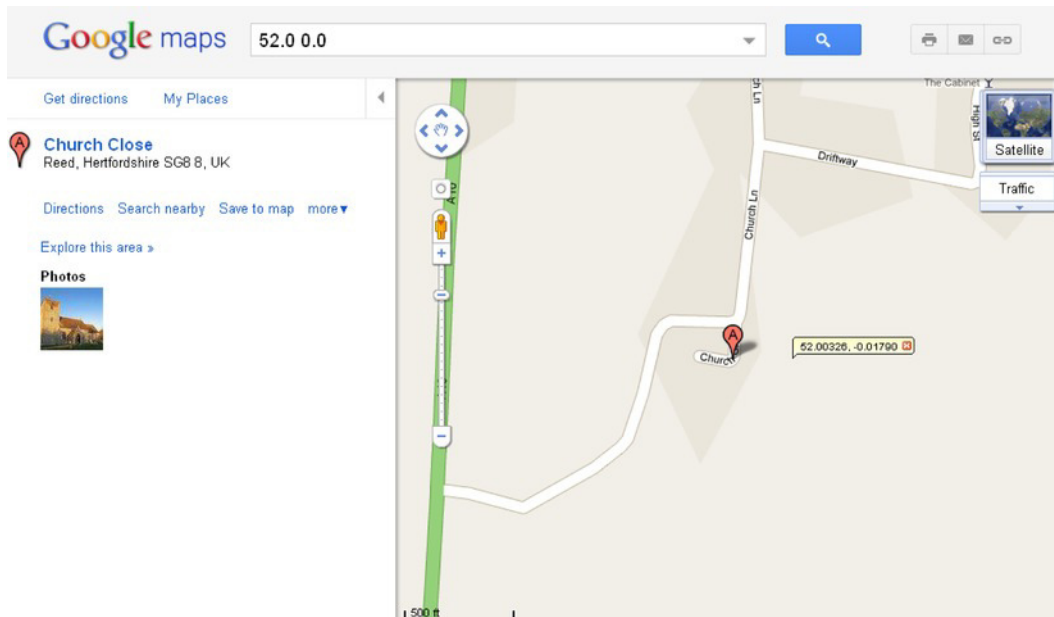 Google maps
52.0 0.0
Get directions My Places
A
Church Close
Reed, Hertfordshire SG8 8, UK
Directions Search nearby Save to map more▼
Explore this area »
Photos
The Cabinet
High St
Satellite
Traffic
Driftway
Church Ln
A10
A
Church
52.00326, -0.01790
500 ft